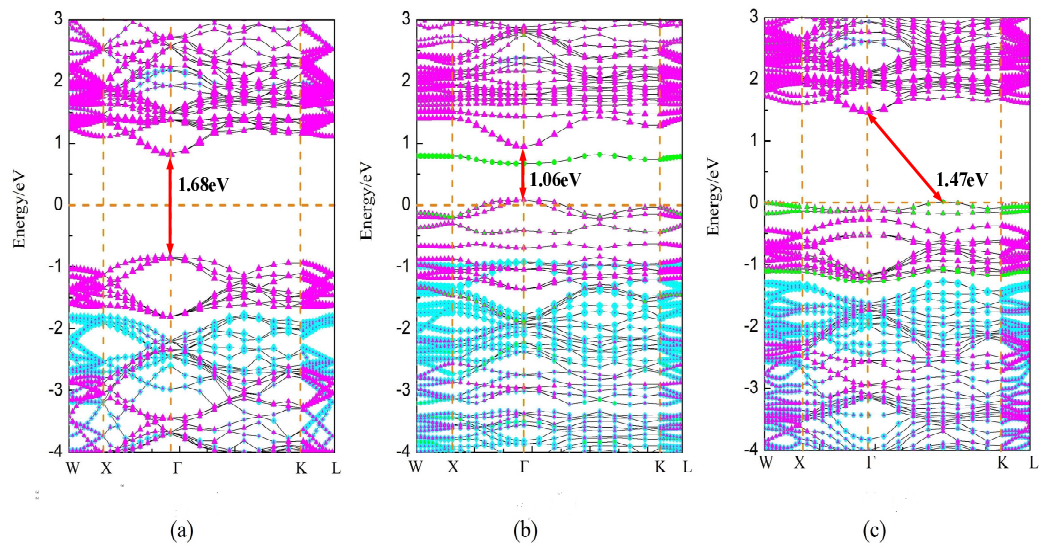 3 3 3
2 2 2
1 1 1
0 0 0
-1 -1 -1
-2 -2 -2
-3 -3 -3
-4 -4 -4
Energy/eV Energy/eV Energy/eV
1.68eV 1.06eV 1.47eV
W X Γ K L W X Γ K L W X Γ K L
(a) (b) (c)